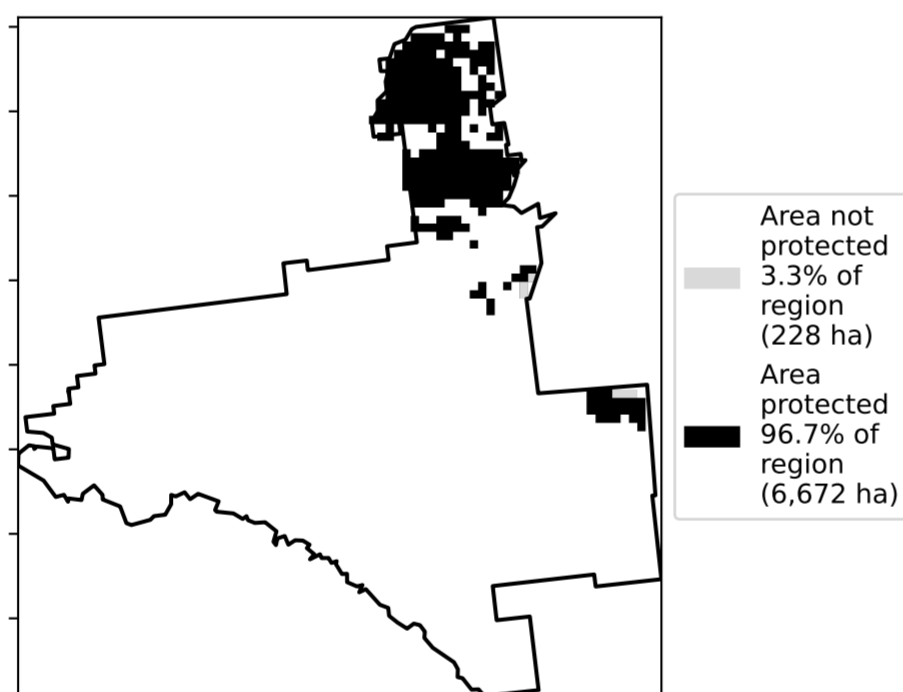 Area not
protected
3.3% of
region
(228 ha)
Area
protected
96.7% of
region
(6,672 ha)